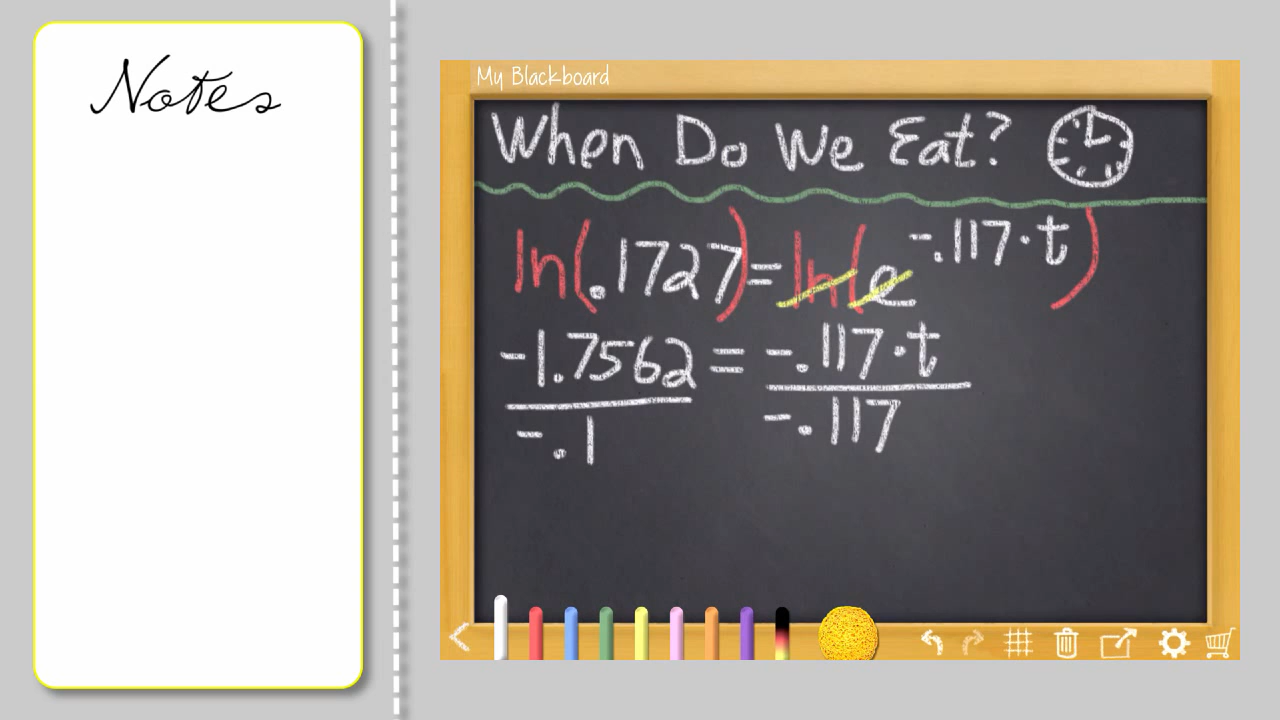 Notes
My Blackboard
When Do We Eat?
ln(.1727) = ln(e^-.117·t)
-1.7562 = -.117·t
-.1 -.117